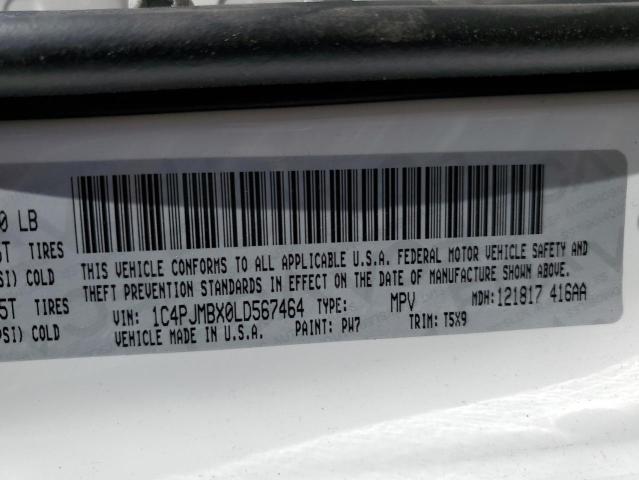 0 LB
5T TIRES
SI) COLD
5T TIRES
PSI) COLD
THIS VEHICLE CONFORMS TO ALL APPLICABLE U.S.A. FEDERAL MOTOR VEHICLE SAFETY AND
THEFT PREVENTION STANDARDS IN EFFECT ON THE DATE OF MANUFACTURE SHOWN ABOVE.
VIN: 1C4PJMBX0LD567464 TYPE: MPV MDH:121817 416AA
VEHICLE MADE IN U.S.A. PAINT: PW7 TRIM: T5X9